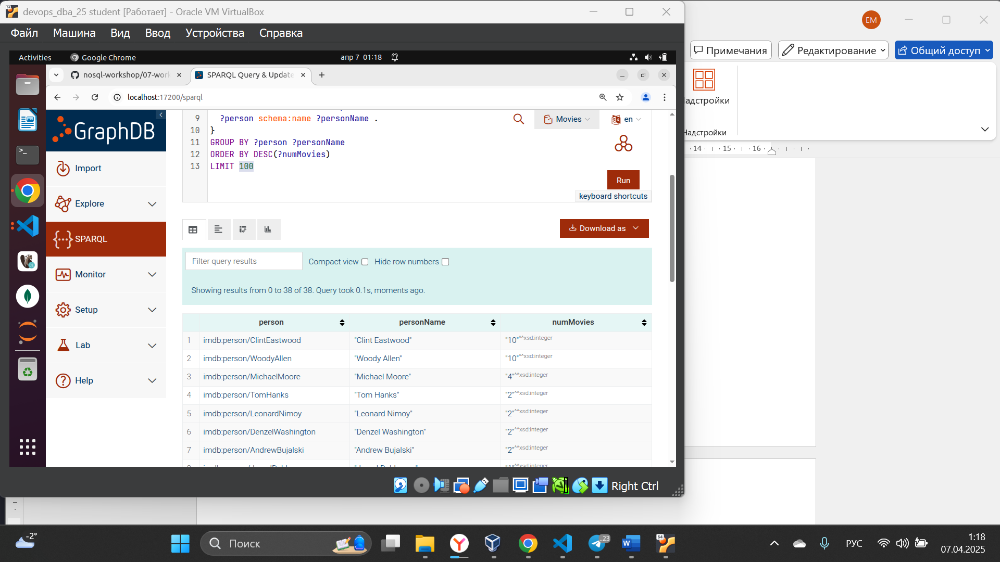 devops_dba_25 student [Работает] - Oracle VM VirtualBox
Файл Машина Вид Ввод Устройства Справка
EM
Примечания Редактирование Общий доступ
Activities Google Chrome апр 7 01:18
nosql-workshop/07-work SPARQL Query & Update
localhost:17200/sparql
адстройки
Надстройки
14 15 16
GraphDB
Import
Explore
SPARQL
Monitor
Setup
Lab
Help
9 ?person schema:name ?personName .
10 }
11 GROUP BY ?person ?personName
12 ORDER BY DESC(?numMovies)
13 LIMIT 100
Movies en
Run
keyboard shortcuts
Download as
Filter query results Compact view Hide row numbers
Showing results from 0 to 38 of 38. Query took 0.1s, moments ago.
person personName numMovies
1 imdb:person/ClintEastwood "Clint Eastwood" "10"^^xsd:integer
2 imdb:person/WoodyAllen "Woody Allen" "10"^^xsd:integer
3 imdb:person/MichaelMoore "Michael Moore" "4"^^xsd:integer
4 imdb:person/TomHanks "Tom Hanks" "2"^^xsd:integer
5 imdb:person/LeonardNimoy "Leonard Nimoy" "2"^^xsd:integer
6 imdb:person/DenzelWashington "Denzel Washington" "2"^^xsd:integer
7 imdb:person/AndrewBujalski "Andrew Bujalski" "2"^^xsd:integer
Right Ctrl
-2°
Поиск
..23
64
РУС
1:18
07.04.2025